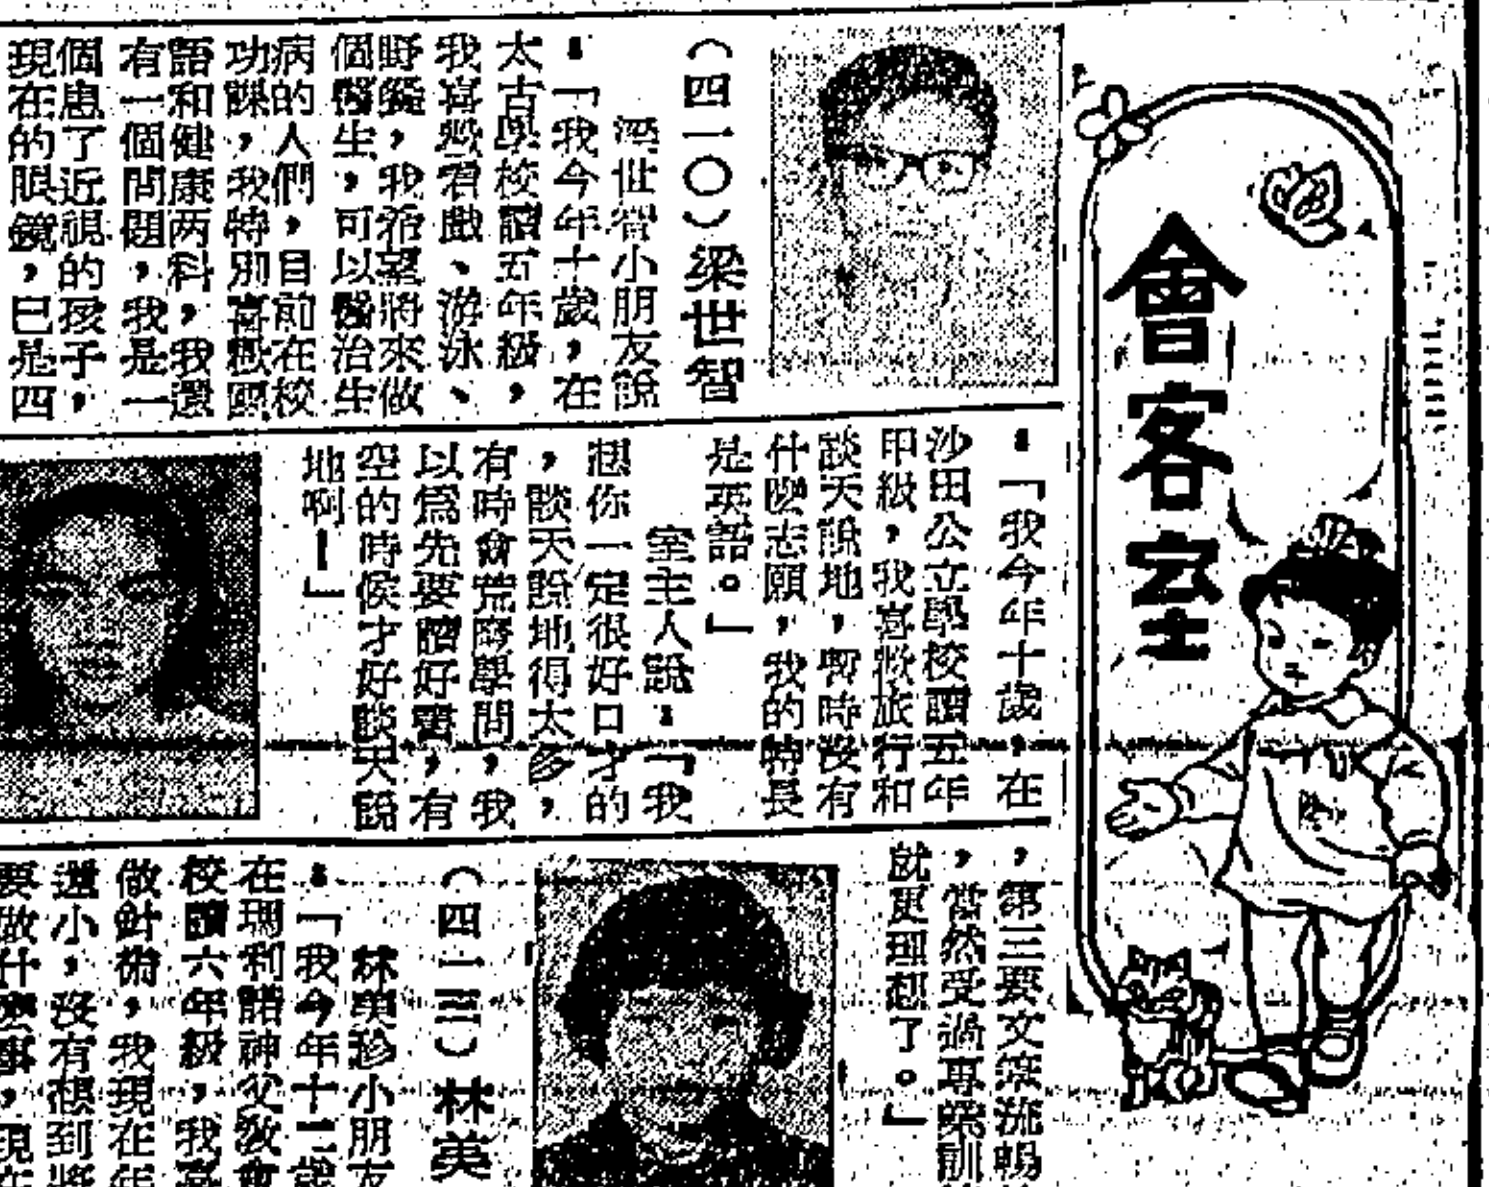 會客室
(四一〇)梁世智
梁世智小朋友說
:「我今年十歲,在
太古學校讀五年級,
我喜歡看戲、游泳、
野餐,我希望將來做
個醫生,可以醫治生
病的人們,目前在校
功課,我特別喜歡國
語和健康两科,我還
有一個問題,我是一
個患了近視的孩子,
現在的眼鏡,已是四
:「我今年十歲,在
沙田公立學校讀五年
甲級,我喜歡旅行和
談天說地,暫時沒有
什麼志願,我的特長
是英語。」
室主人說:「我
想你一定很好口才的
,談天說地得太多,
有時會荒廢學問,我
以為先要讀好書,有
空的時候才好談天說
地啊!」
,第三要文筆流暢
,當然受過專業訓
就更理想了。」
(四一三)林美
林美珍小朋友
:「我今年十二歲
在瑪利諾神父教會
校讀六年級,我喜
做針術,我現在年
還小,沒有想到將
要做什麼事,現在